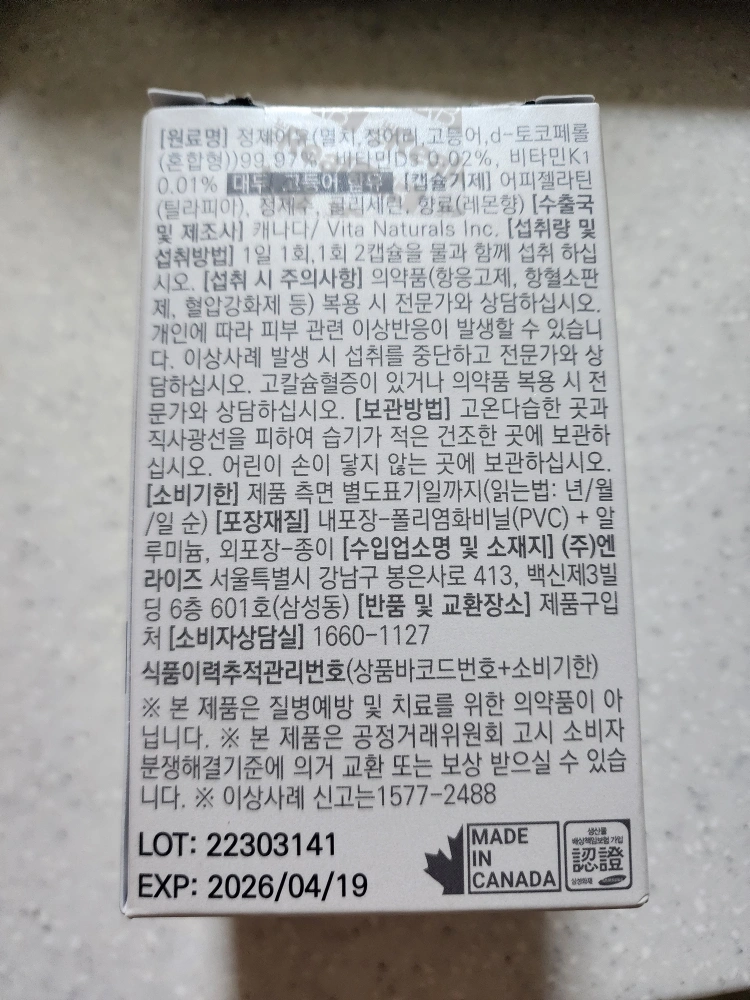 [원료명] 정제어유(멸치,정어리,고등어,d-토코페롤
(혼합형))99.97%, 비타민D3 0.02%, 비타민K1
0.01% 대두, 고등어 함유 [캡슐기제] 어피젤라틴
(틸라피아), 정제수, 글리세린, 향료(레몬향) [수출국
및 제조사] 캐나다/ Vita Naturals Inc. [섭취량 및
섭취방법] 1일 1회,1회 2캡슐을 물과 함께 섭취 하십
시오. [섭취 시 주의사항] 의약품(항응고제, 항혈소판
제, 혈압강화제 등) 복용 시 전문가와 상담하십시오.
개인에 따라 피부 관련 이상반응이 발생할 수 있습니
다. 이상사례 발생 시 섭취를 중단하고 전문가와 상
담하십시오. 고칼슘혈증이 있거나 의약품 복용 시 전
문가와 상담하십시오. [보관방법] 고온다습한 곳과
직사광선을 피하여 습기가 적은 건조한 곳에 보관하
십시오. 어린이 손이 닿지 않는 곳에 보관하십시오.
[소비기한] 제품 측면 별도표기일까지(읽는법: 년/월
/일 순) [포장재질] 내포장-폴리염화비닐(PVC) + 알
루미늄, 외포장-종이 [수입업소명 및 소재지] (주)엔
라이즈 서울특별시 강남구 봉은사로 413, 백신제3빌
딩 6층 601호(삼성동) [반품 및 교환장소] 제품구입
처 [소비자상담실] 1660-1127
식품이력추적관리번호(상품바코드번호+소비기한)
※ 본 제품은 질병예방 및 치료를 위한 의약품이 아
닙니다. ※ 본 제품은 공정거래위원회 고시 소비자
분쟁해결기준에 의거 교환 또는 보상 받으실 수 있습
니다. ※ 이상사례 신고는1577-2488
LOT: 22303141
EXP: 2026/04/19
MADE
IN
CANADA
생산물
배상책임보험 가입
認證
삼성화재 SAMSUNG